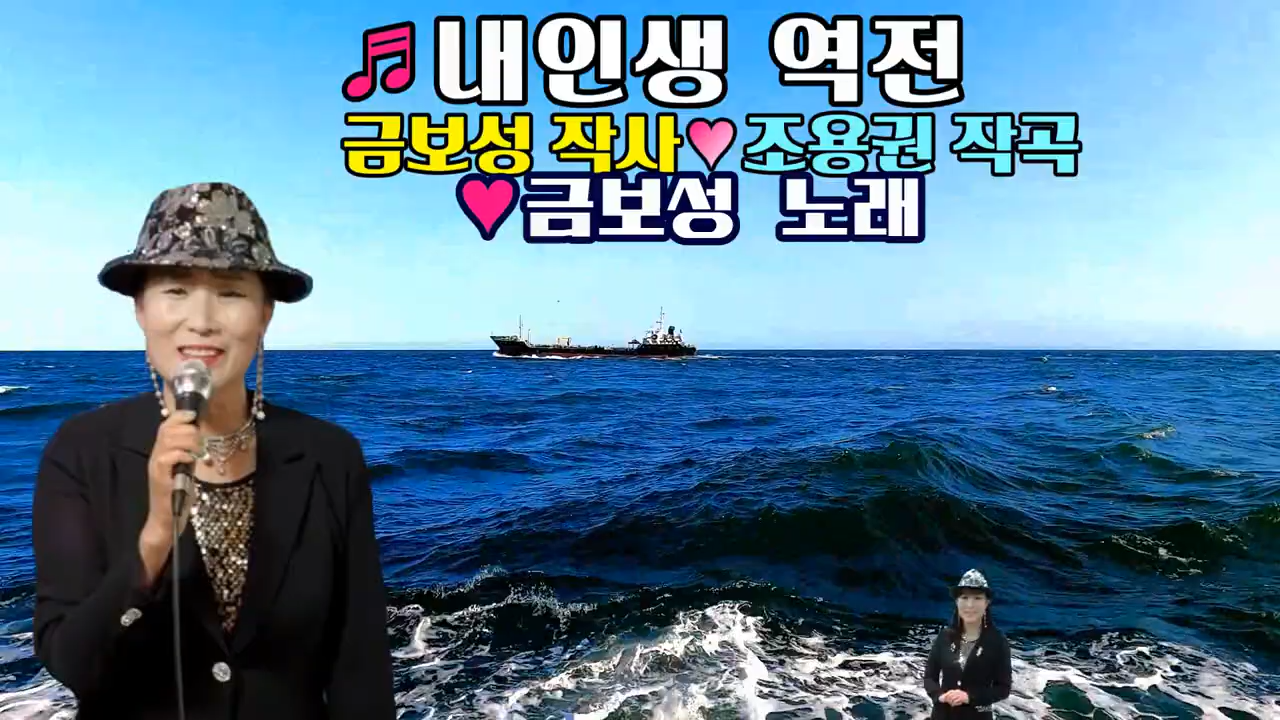 내인생 역전
금보성 작사♥조용권 작곡
♥금보성 노래